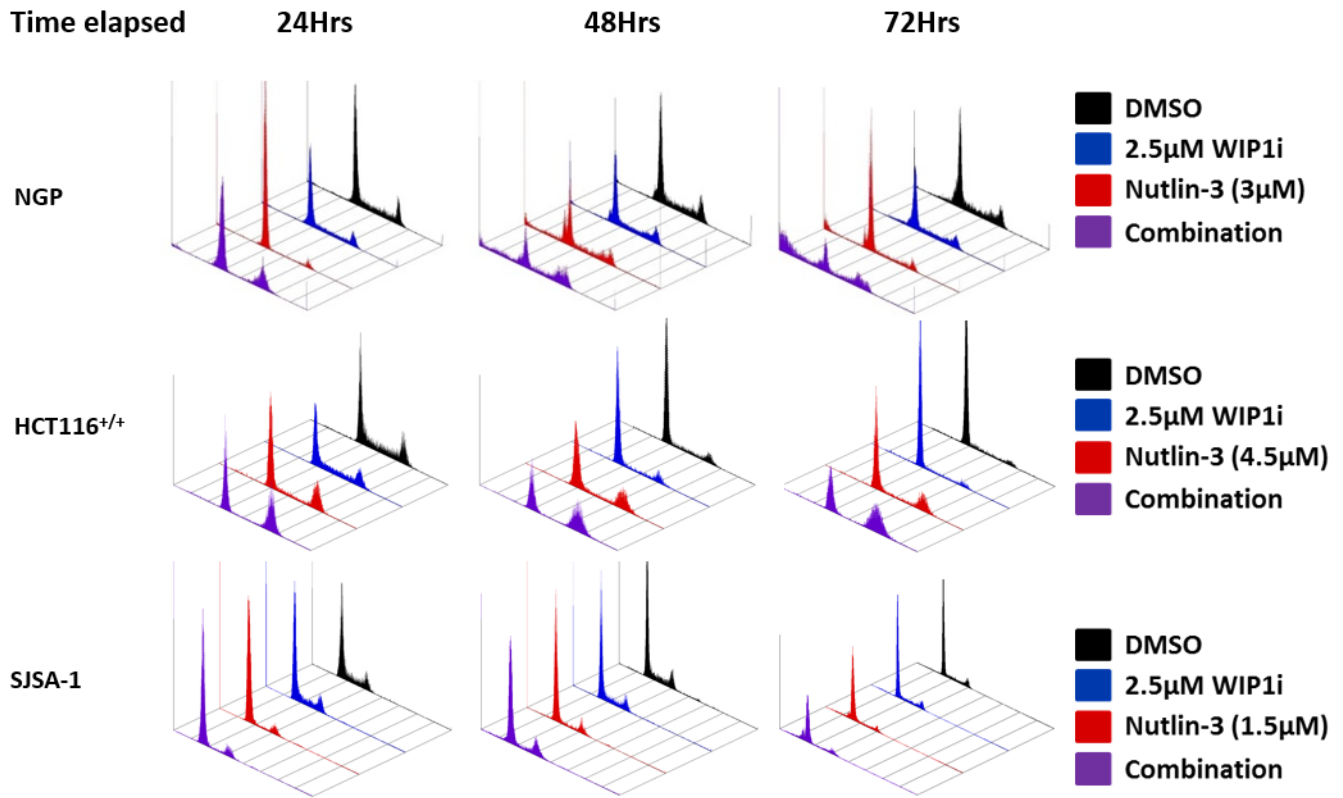 Time elapsed 24Hrs 48Hrs 72Hrs
NGP
DMSO
2.5µM WIP1i
Nutlin-3 (3µM)
Combination
HCT116+/+
DMSO
2.5µM WIP1i
Nutlin-3 (4.5µM)
Combination
SJSA-1
DMSO
2.5µM WIP1i
Nutlin-3 (1.5µM)
Combination